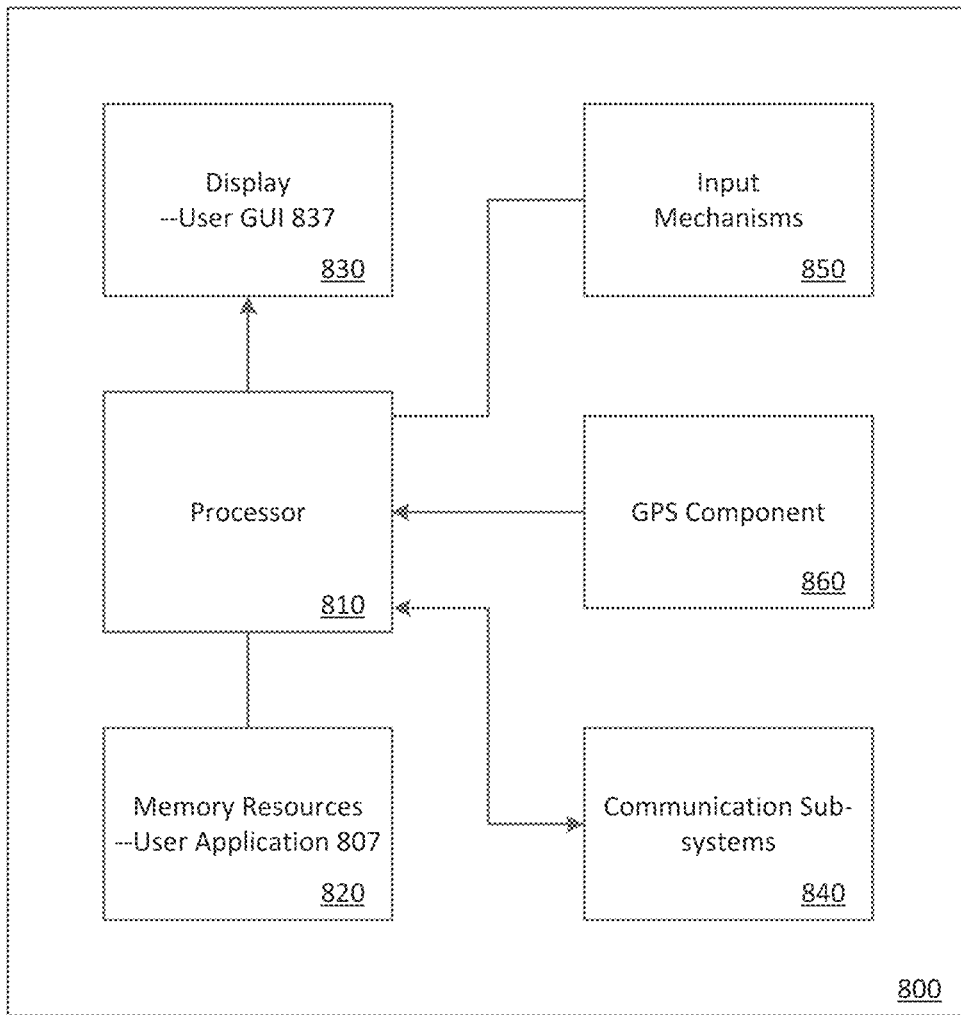 Display
---User GUI 837
830
Input
Mechanisms
850
Processor
810
GPS Component
860
Memory Resources
---User Application 807
820
Communication Sub-
systems
840
800